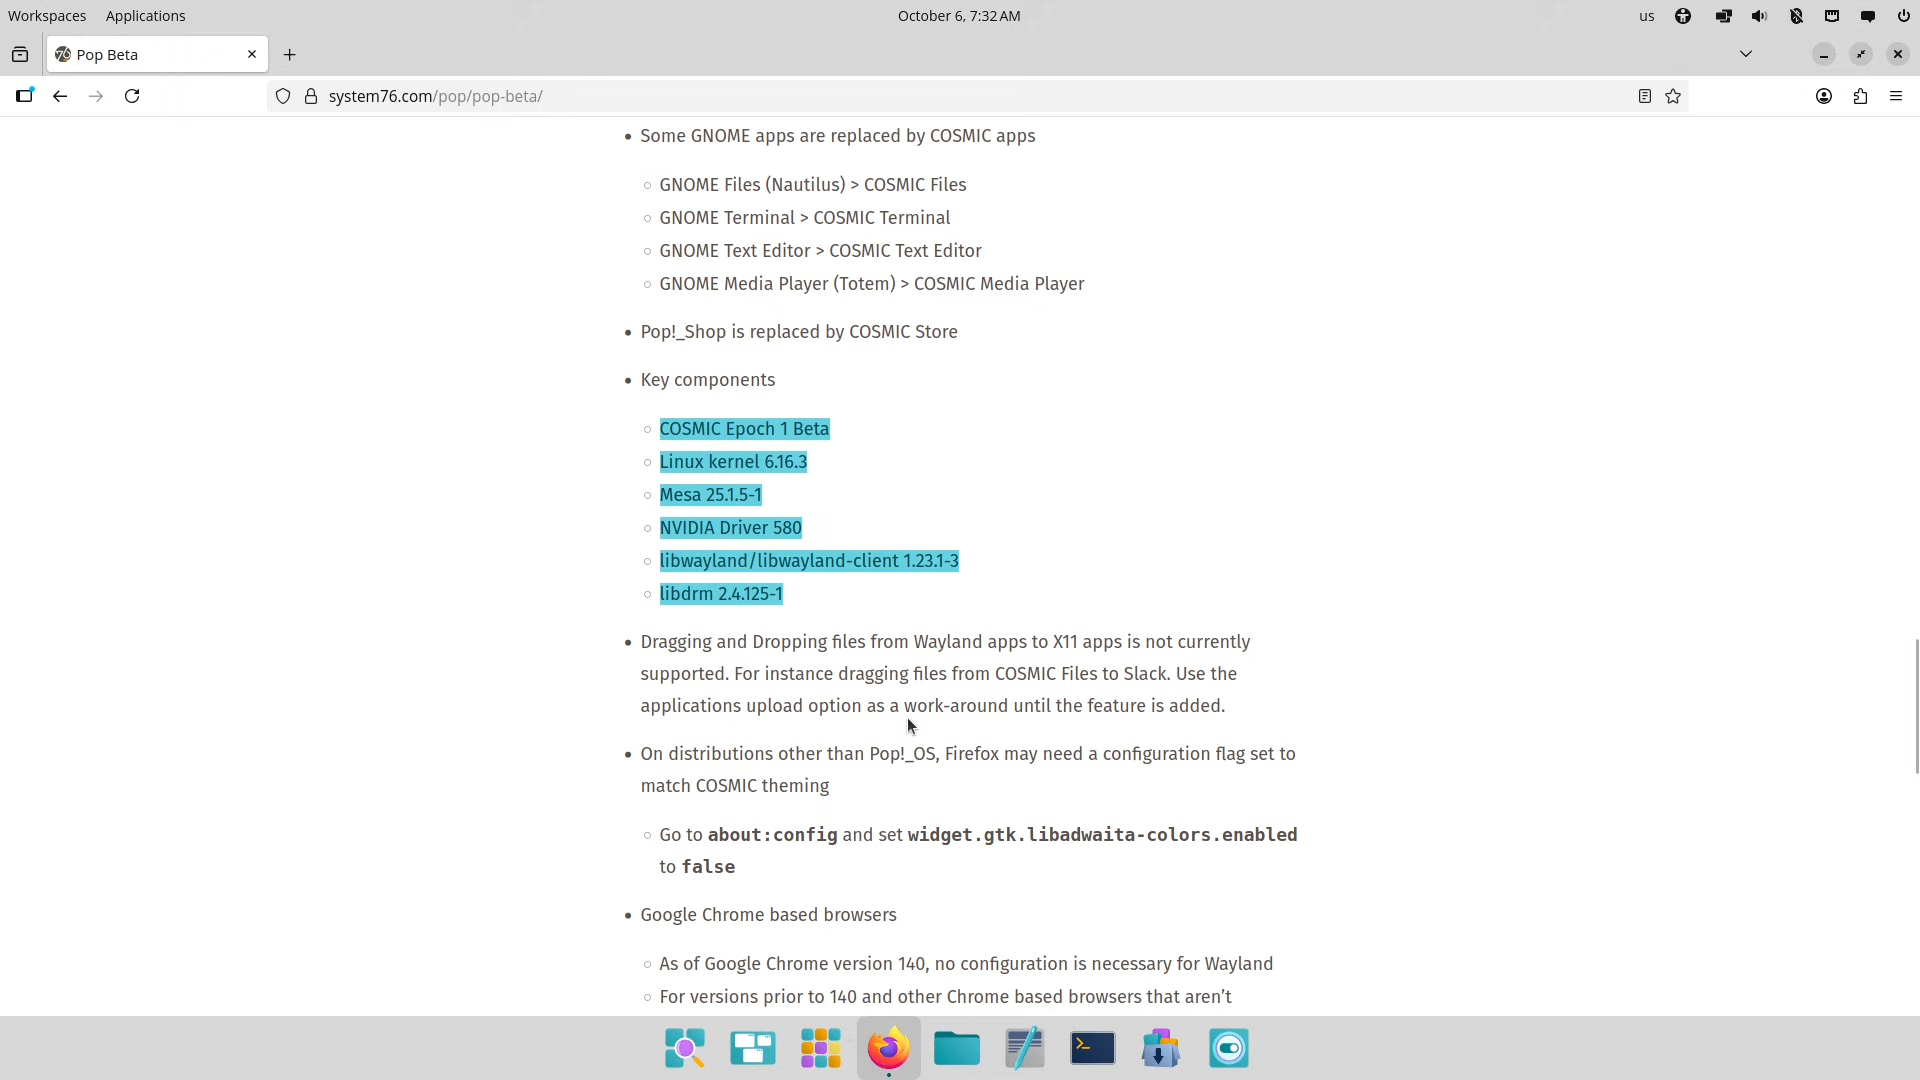 Workspaces Applications October 6, 7:32 AM us
Pop Beta
system76.com/pop/pop-beta/
• Some GNOME apps are replaced by COSMIC apps
○ GNOME Files (Nautilus) > COSMIC Files
○ GNOME Terminal > COSMIC Terminal
○ GNOME Text Editor > COSMIC Text Editor
○ GNOME Media Player (Totem) > COSMIC Media Player
• Pop!_Shop is replaced by COSMIC Store
• Key components
○ COSMIC Epoch 1 Beta
○ Linux kernel 6.16.3
○ Mesa 25.1.5-1
○ NVIDIA Driver 580
○ libwayland/libwayland-client 1.23.1-3
○ libdrm 2.4.125-1
• Dragging and Dropping files from Wayland apps to X11 apps is not currently
supported. For instance dragging files from COSMIC Files to Slack. Use the
applications upload option as a work-around until the feature is added.
• On distributions other than Pop!_OS, Firefox may need a configuration flag set to
match COSMIC theming
○ Go to about:config and set widget.gtk.libadwaita-colors.enabled
to false
• Google Chrome based browsers
○ As of Google Chrome version 140, no configuration is necessary for Wayland
○ For versions prior to 140 and other Chrome based browsers that aren’t